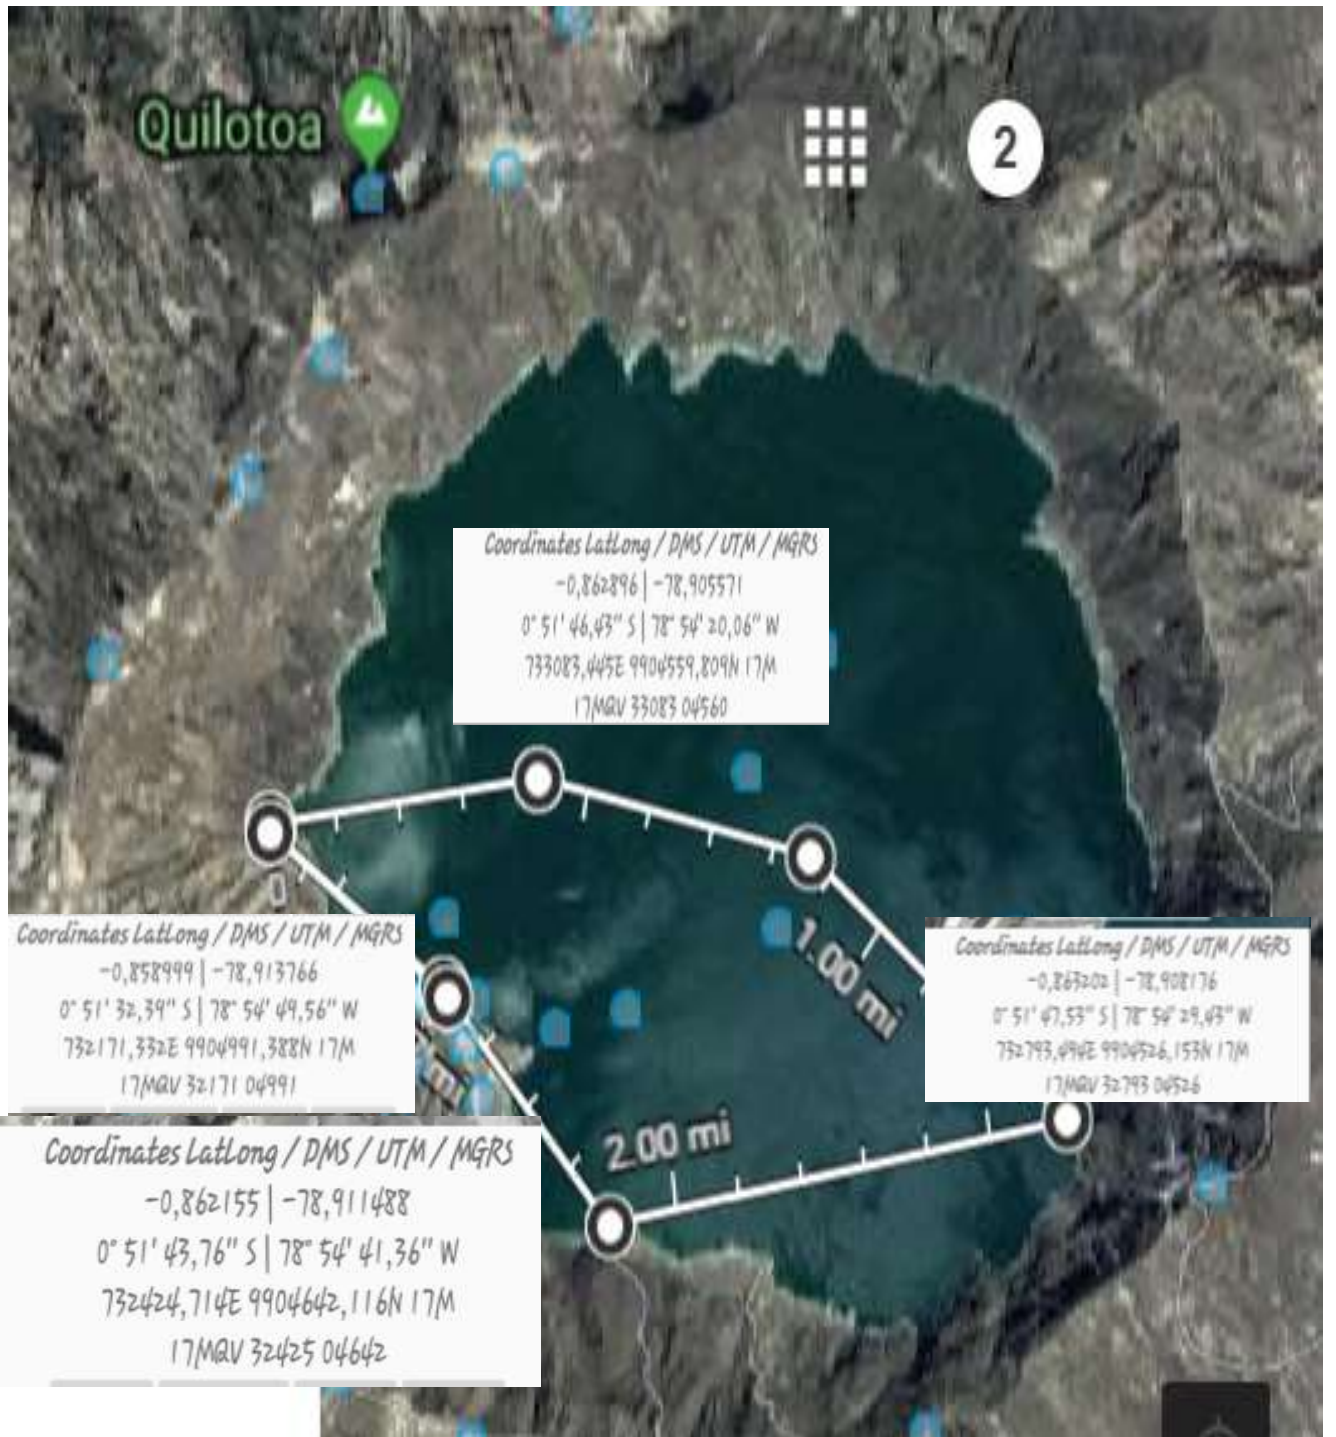 Quilotoa
2
Coordinates LatLong / DMS / UTM / MGRS
-0,862896 | -78,905571
0° 51' 46,43" S | 78° 54' 20,06" W
733083,445E 9904559,809N 17M
17MQV 33083 04560
0
1.00 mi
Coordinates LatLong / DMS / UTM / MGRS
-0,858999 | -78,913766
0° 51' 32,39" S | 78° 54' 49,56" W
732171,332E 9904991,388N 17M
17MQV 32171 04991
Coordinates LatLong / DMS / UTM / MGRS
-0,863202 | -78,908176
0° 51' 47,53" S | 78° 54' 29,43" W
732793,494E 9904526,153N 17M
17MQV 32793 04526
mi
2.00 mi
Coordinates LatLong / DMS / UTM / MGRS
-0,862155 | -78,911488
0° 51' 43,76" S | 78° 54' 41,36" W
732424,714E 9904642,116N 17M
17MQV 32425 04642